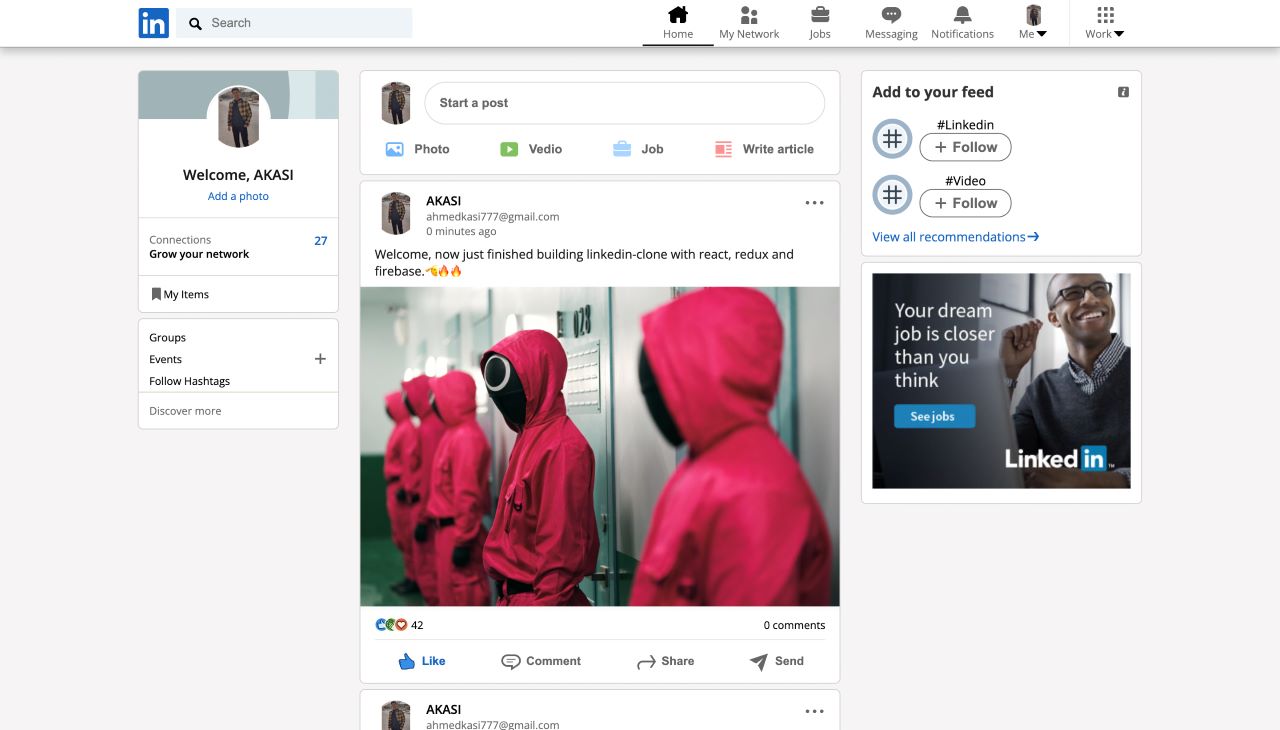 in
Search
Home
My Network
Jobs
Messaging
Notifications
Me
Work
Welcome, AKASI
Add a photo
Connections
27
Grow your network
My Items
Groups
Events
Follow Hashtags
Discover more
Start a post
Photo
Vedio
Job
Write article
AKASI
ahmedkasi777@gmail.com
0 minutes ago
Welcome, now just finished building linkedin-clone with react, redux and
firebase.🤏🔥🔥
028
42
0 comments
Like
Comment
Share
Send
AKASI
ahmedkasi777@gmail.com
Add to your feed
#Linkedin
+ Follow
#Video
+ Follow
View all recommendations
Your dream
job is closer
than you
think
See jobs
Linked in